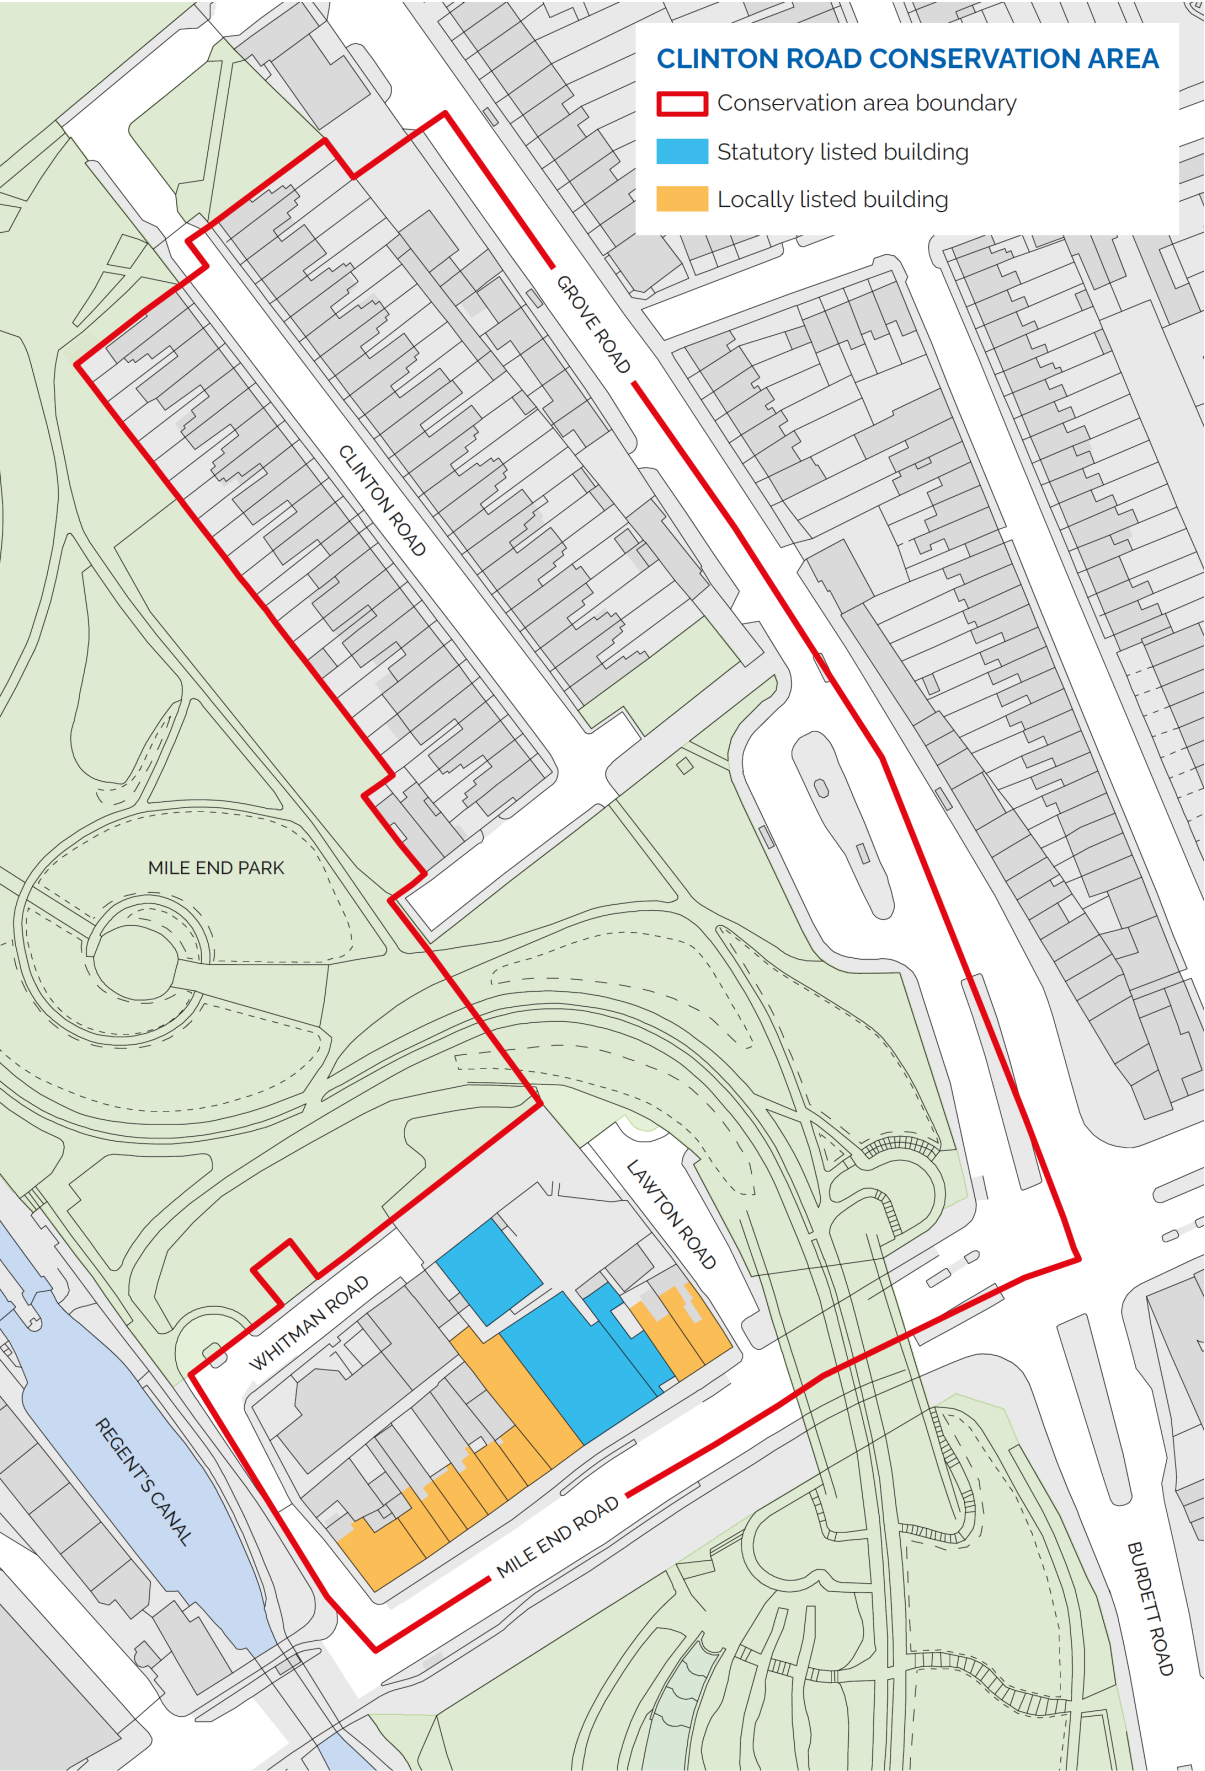 CLINTON ROAD CONSERVATION AREA
Conservation area boundary
Statutory listed building
Locally listed building
GROVE ROAD
CLINTON ROAD
MILE END PARK
LAWTON ROAD
WHITMAN ROAD
REGENT'S CANAL
MILE END ROAD
BURDETT ROAD